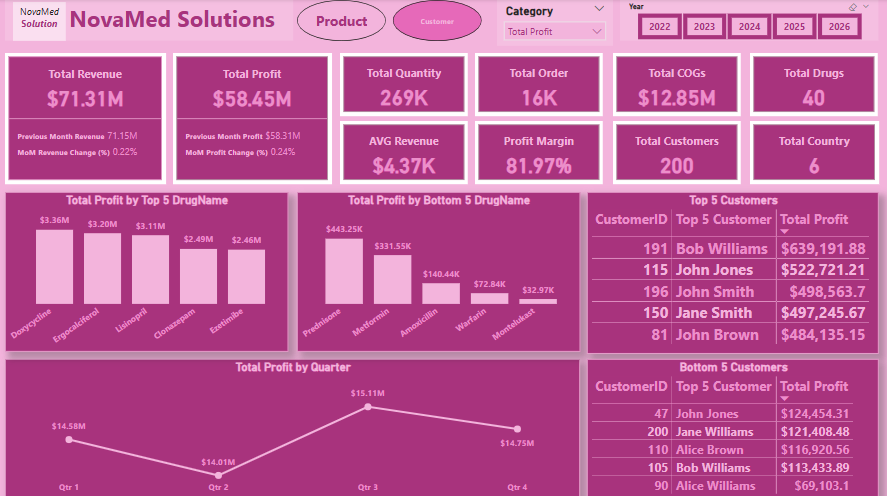 NovaMed
Solution
NovaMed Solutions
Product
Customer
Category
Total Profit
Year
2022
2023
2024
2025
2026
Total Revenue
$71.31M
Previous Month Revenue 71.15M
MoM Revenue Change (%) 0.22%
Total Profit
$58.45M
Previous Month Profit $58.31M
MoM Profit Change (%) 0.24%
Total Quantity
269K
Total Order
16K
Total COGs
$12.85M
Total Drugs
40
AVG Revenue
$4.37K
Profit Margin
81.97%
Total Customers
200
Total Country
6
Total Profit by Top 5 DrugName
$3.36M
$3.20M
$3.11M
$2.49M
$2.46M
Doxycycline
Ergocalciferol
Lisinopril
Clonazepam
Ezetimibe
Total Profit by Bottom 5 DrugName
$443.25K
$331.55K
$140.44K
$72.84K
$32.97K
Prednisone
Metformin
Amoxicillin
Warfarin
Montelukast
Top 5 Customers
CustomerID Top 5 Customer Total Profit
191 Bob Williams $639,191.88
115 John Jones $522,721.21
196 John Smith $498,563.7
150 Jane Smith $497,245.67
81 John Brown $484,135.15
Total Profit by Quarter
$14.58M
$14.01M
$15.11M
$14.75M
Qtr 1
Qtr 2
Qtr 3
Qtr 4
Bottom 5 Customers
CustomerID Top 5 Customer Total Profit
47 John Jones $124,454.31
200 Jane Williams $121,408.48
110 Alice Brown $116,920.56
105 Bob Williams $113,433.89
90 Alice Williams $69,103.1